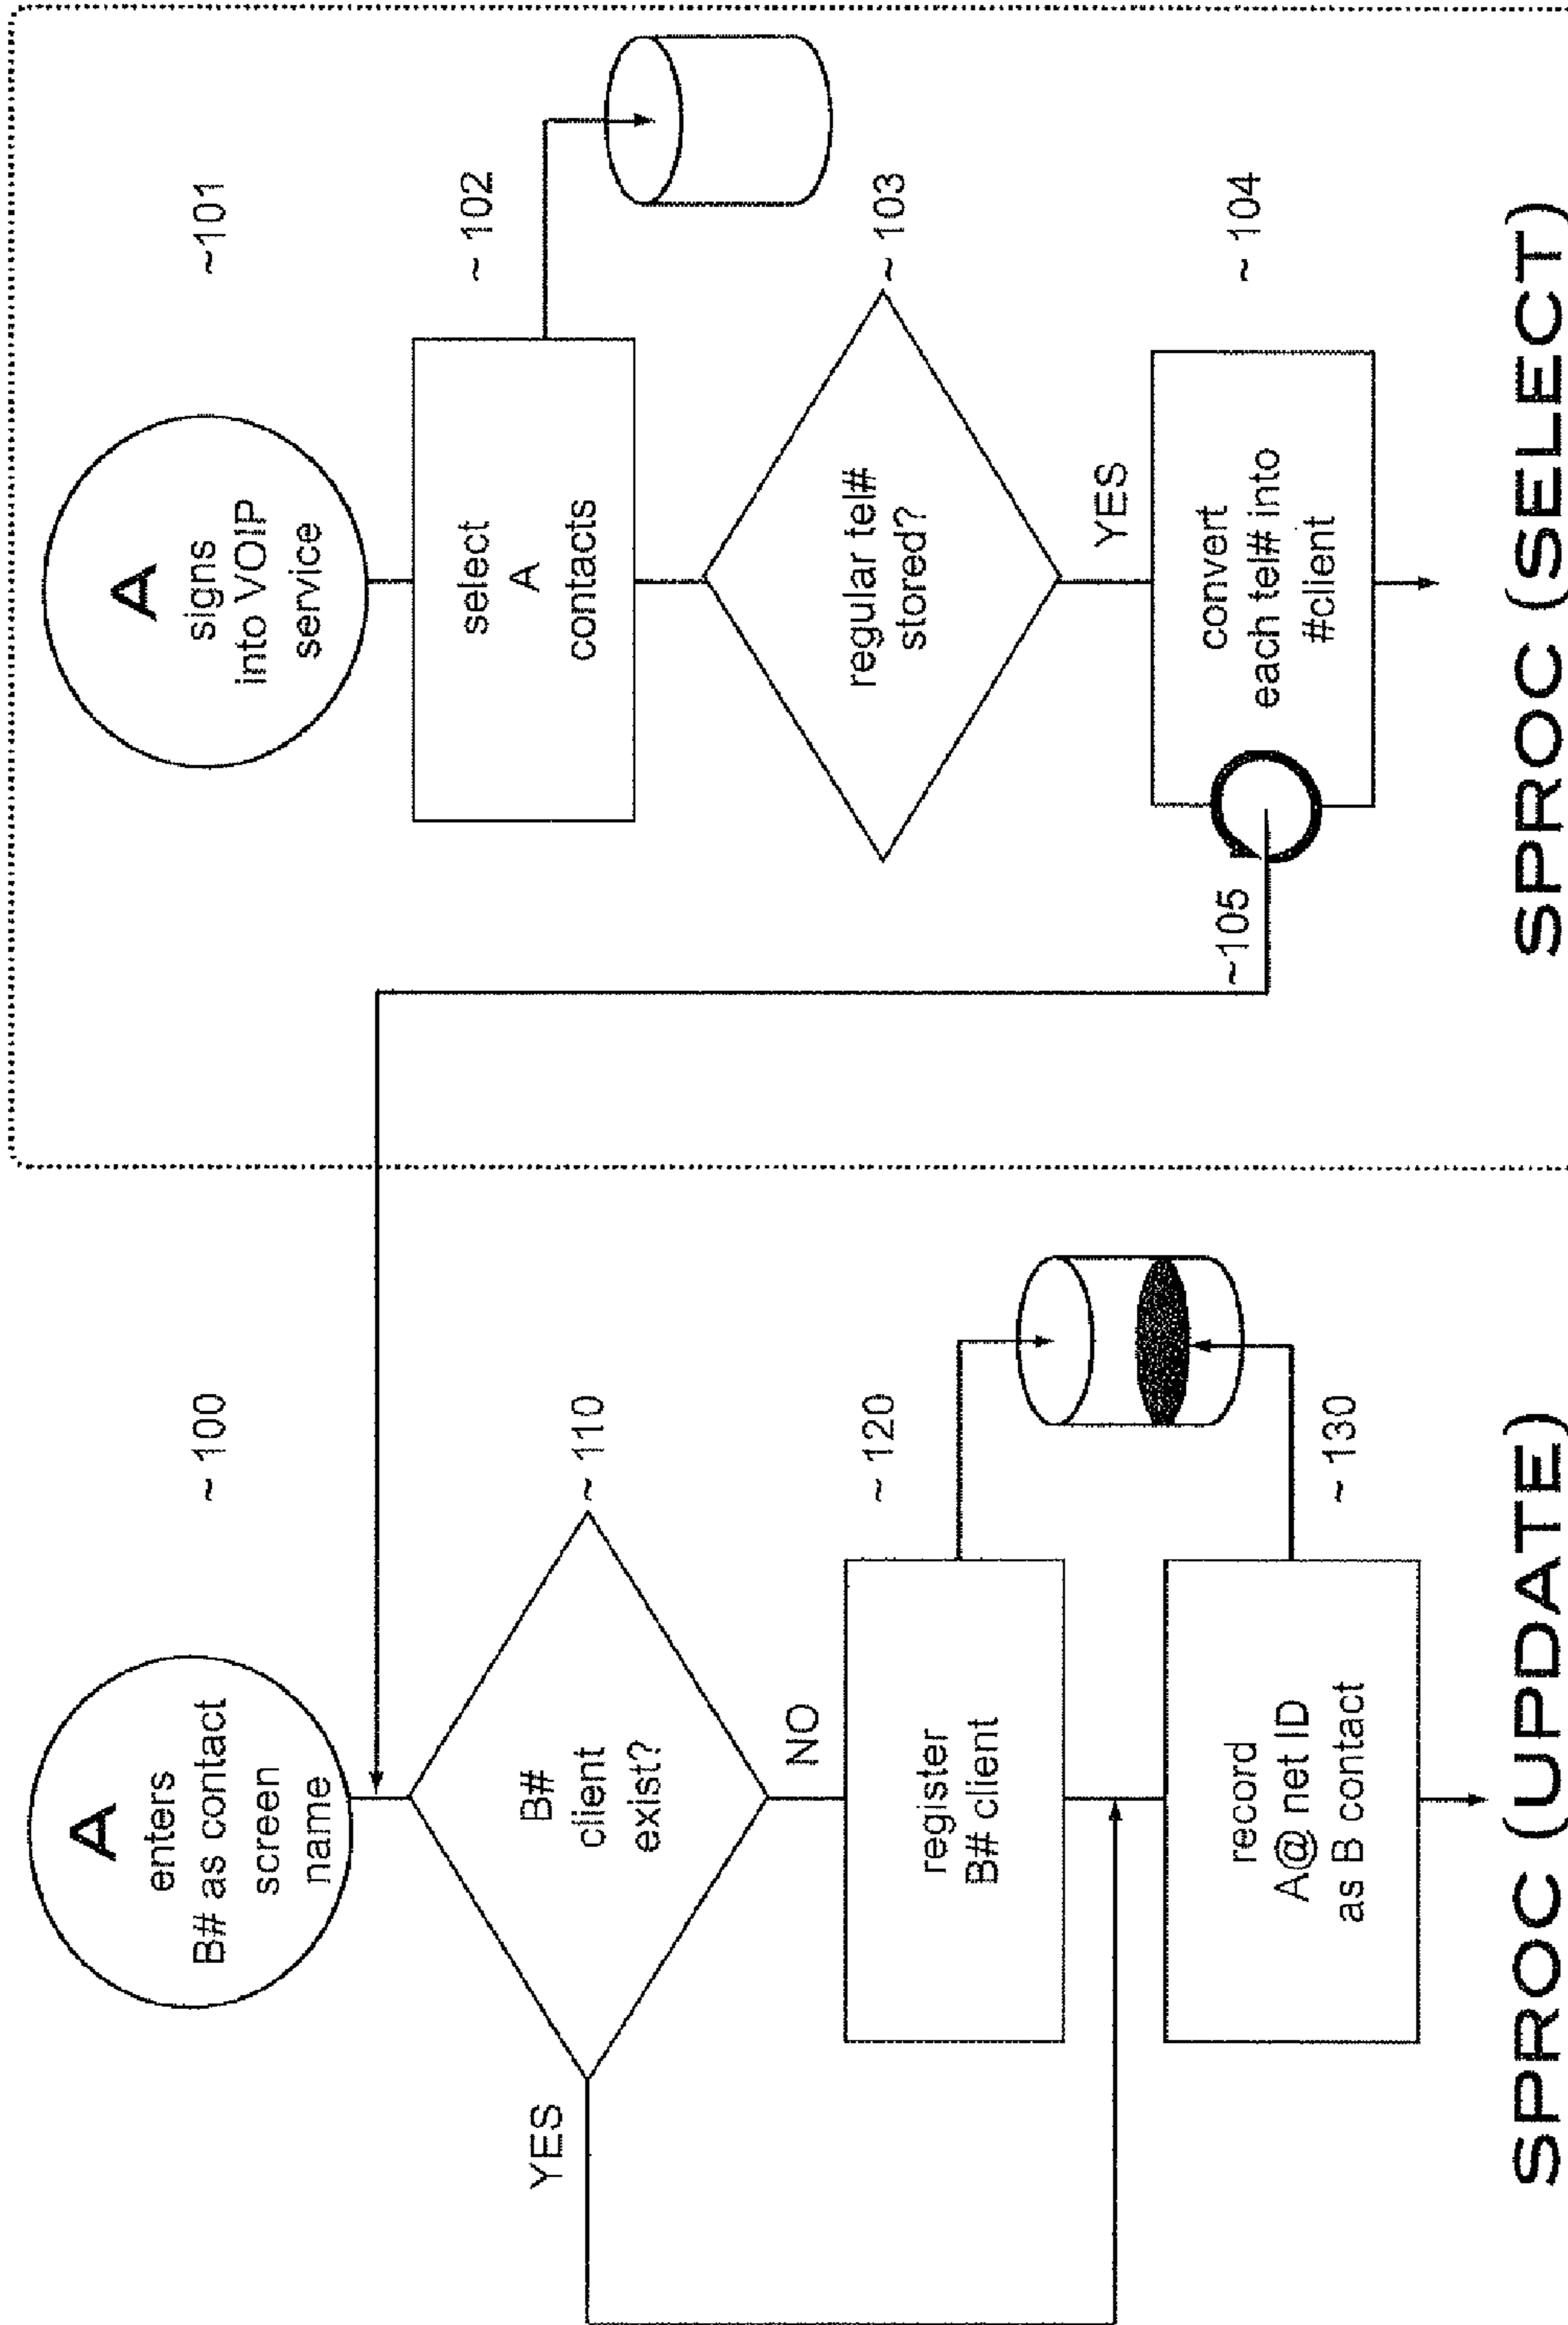 A
enters
B# as contact
screen
name
~ 100
B#
client
exist?
~ 110
YES
NO
register
B# client
~ 120
record
A@ net ID
as B contact
~ 130
SPROC (UPDATE)
A
signs
into VOIP
service
~101
select
A
contacts
~ 102
regular tel#
stored?
~ 103
YES
convert
each tel# into
#client
~ 104
~105
SPROC (SELECT)